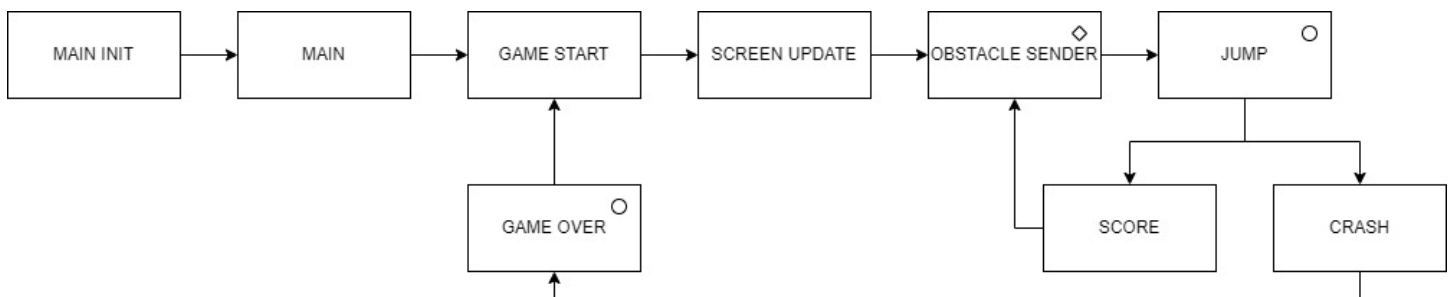 MAIN INIT
MAIN
GAME START
SCREEN UPDATE
OBSTACLE SENDER
JUMP
GAME OVER
SCORE
CRASH